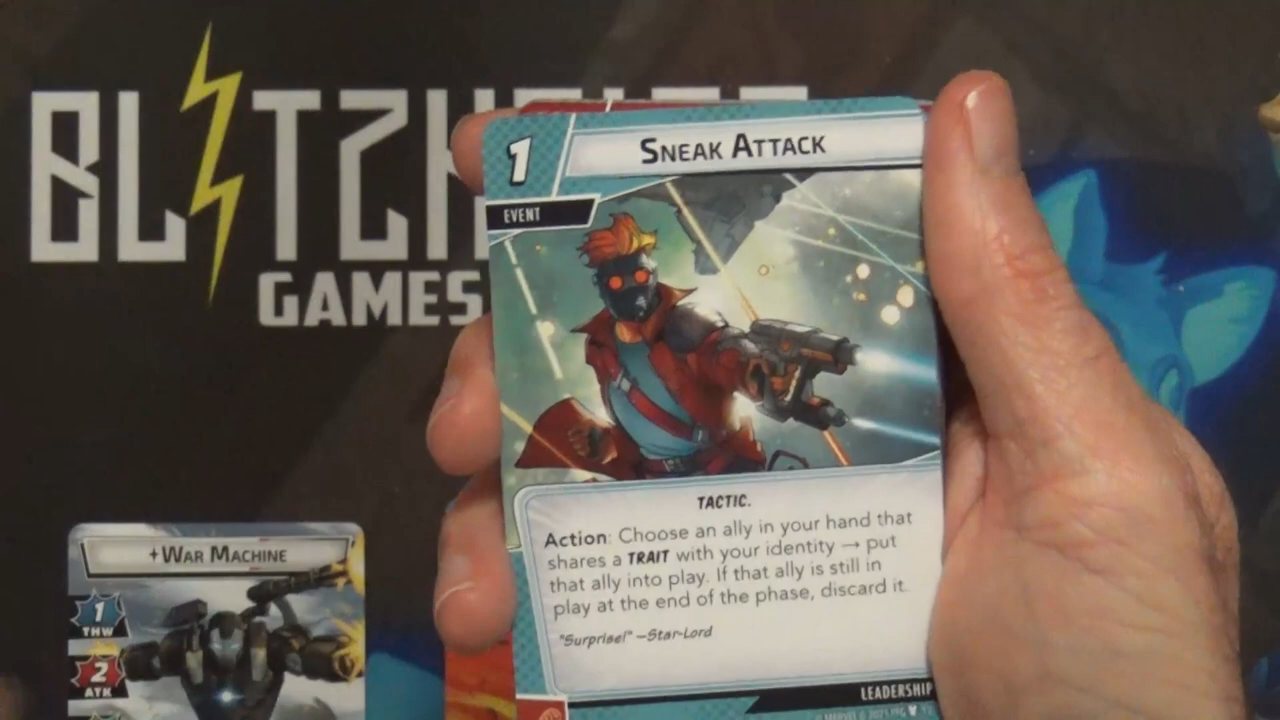 BL TZ
GAMES
1
SNEAK ATTACK
EVENT
TACTIC.
Action: Choose an ally in your hand that
shares a TRAIT with your identity → put
that ally into play. If that ally is still in
play at the end of the phase, discard it.
"Surprise!" —Star-Lord
LEADERSHIP
WAR MACHINE
1
THW
2
ATK